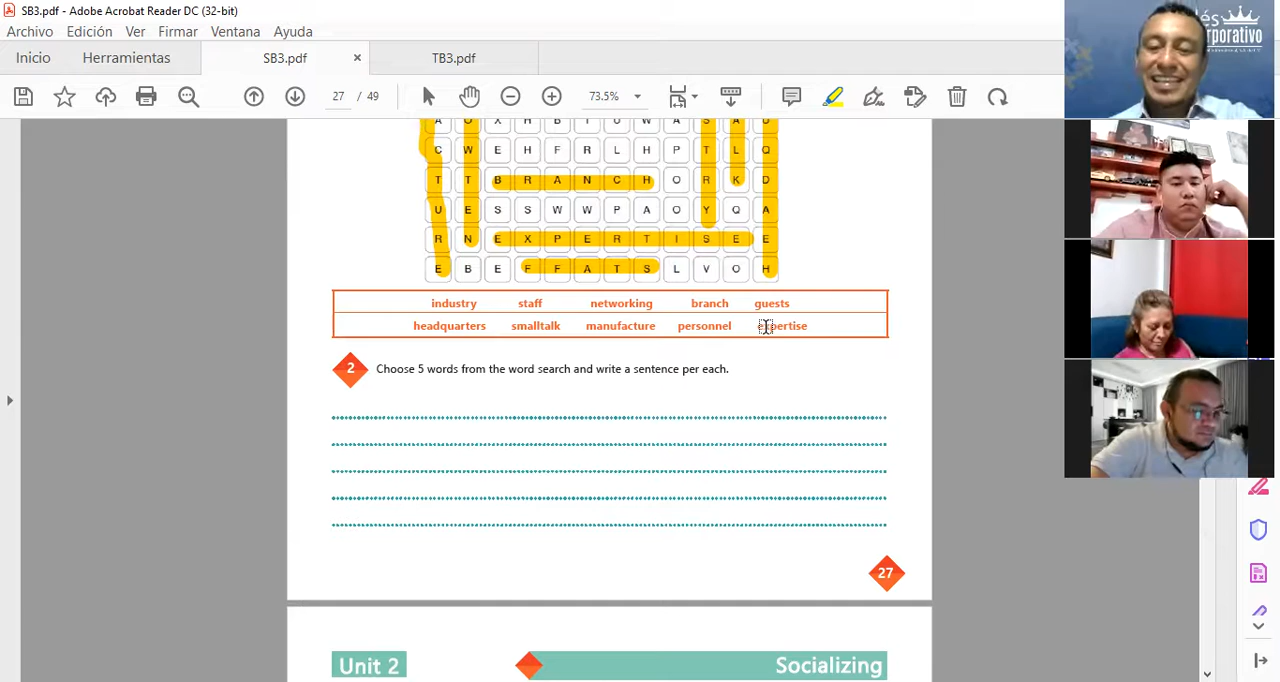 SB3.pdf - Adobe Acrobat Reader DC (32-bit)
Archivo Edición Ver Firmar Ventana Ayuda
Inicio Herramientas SB3.pdf × TB3.pdf
27 / 49 73.5%
A O X H B T U W A S A U
C W E H F R L H P T L Q
T T B R A N C H O R K D
U E S S W W P A O Y Q A
R N E X P E R T I S E E
E B E F F A T S L V O H
industry staff networking branch guests
headquarters smalltalk manufacture personnel expertise
2 Choose 5 words from the word search and write a sentence per each.
27
Unit 2 Socializing